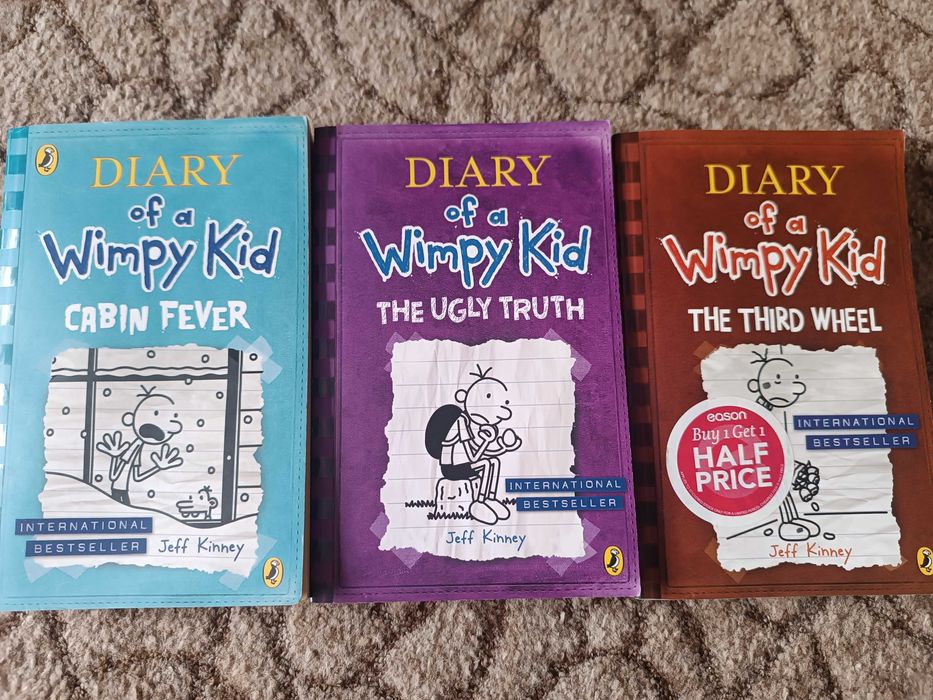 DIARY
of a
Wimpy Kid
CABIN FEVER
INTERNATIONAL
BESTSELLER
Jeff Kinney
DIARY
of a
Wimpy Kid
THE UGLY TRUTH
INTERNATIONAL
BESTSELLER
Jeff Kinney
DIARY
of a
Wimpy Kid
THE THIRD WHEEL
eason
Buy 1 Get 1
HALF
PRICE
INTERNATIONAL
BESTSELLER
Jeff Kinney